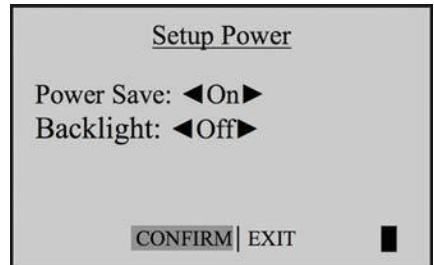 Setup Power
Power Save: ◀On▶
Backlight: ◀Off▶
CONFIRM| EXIT